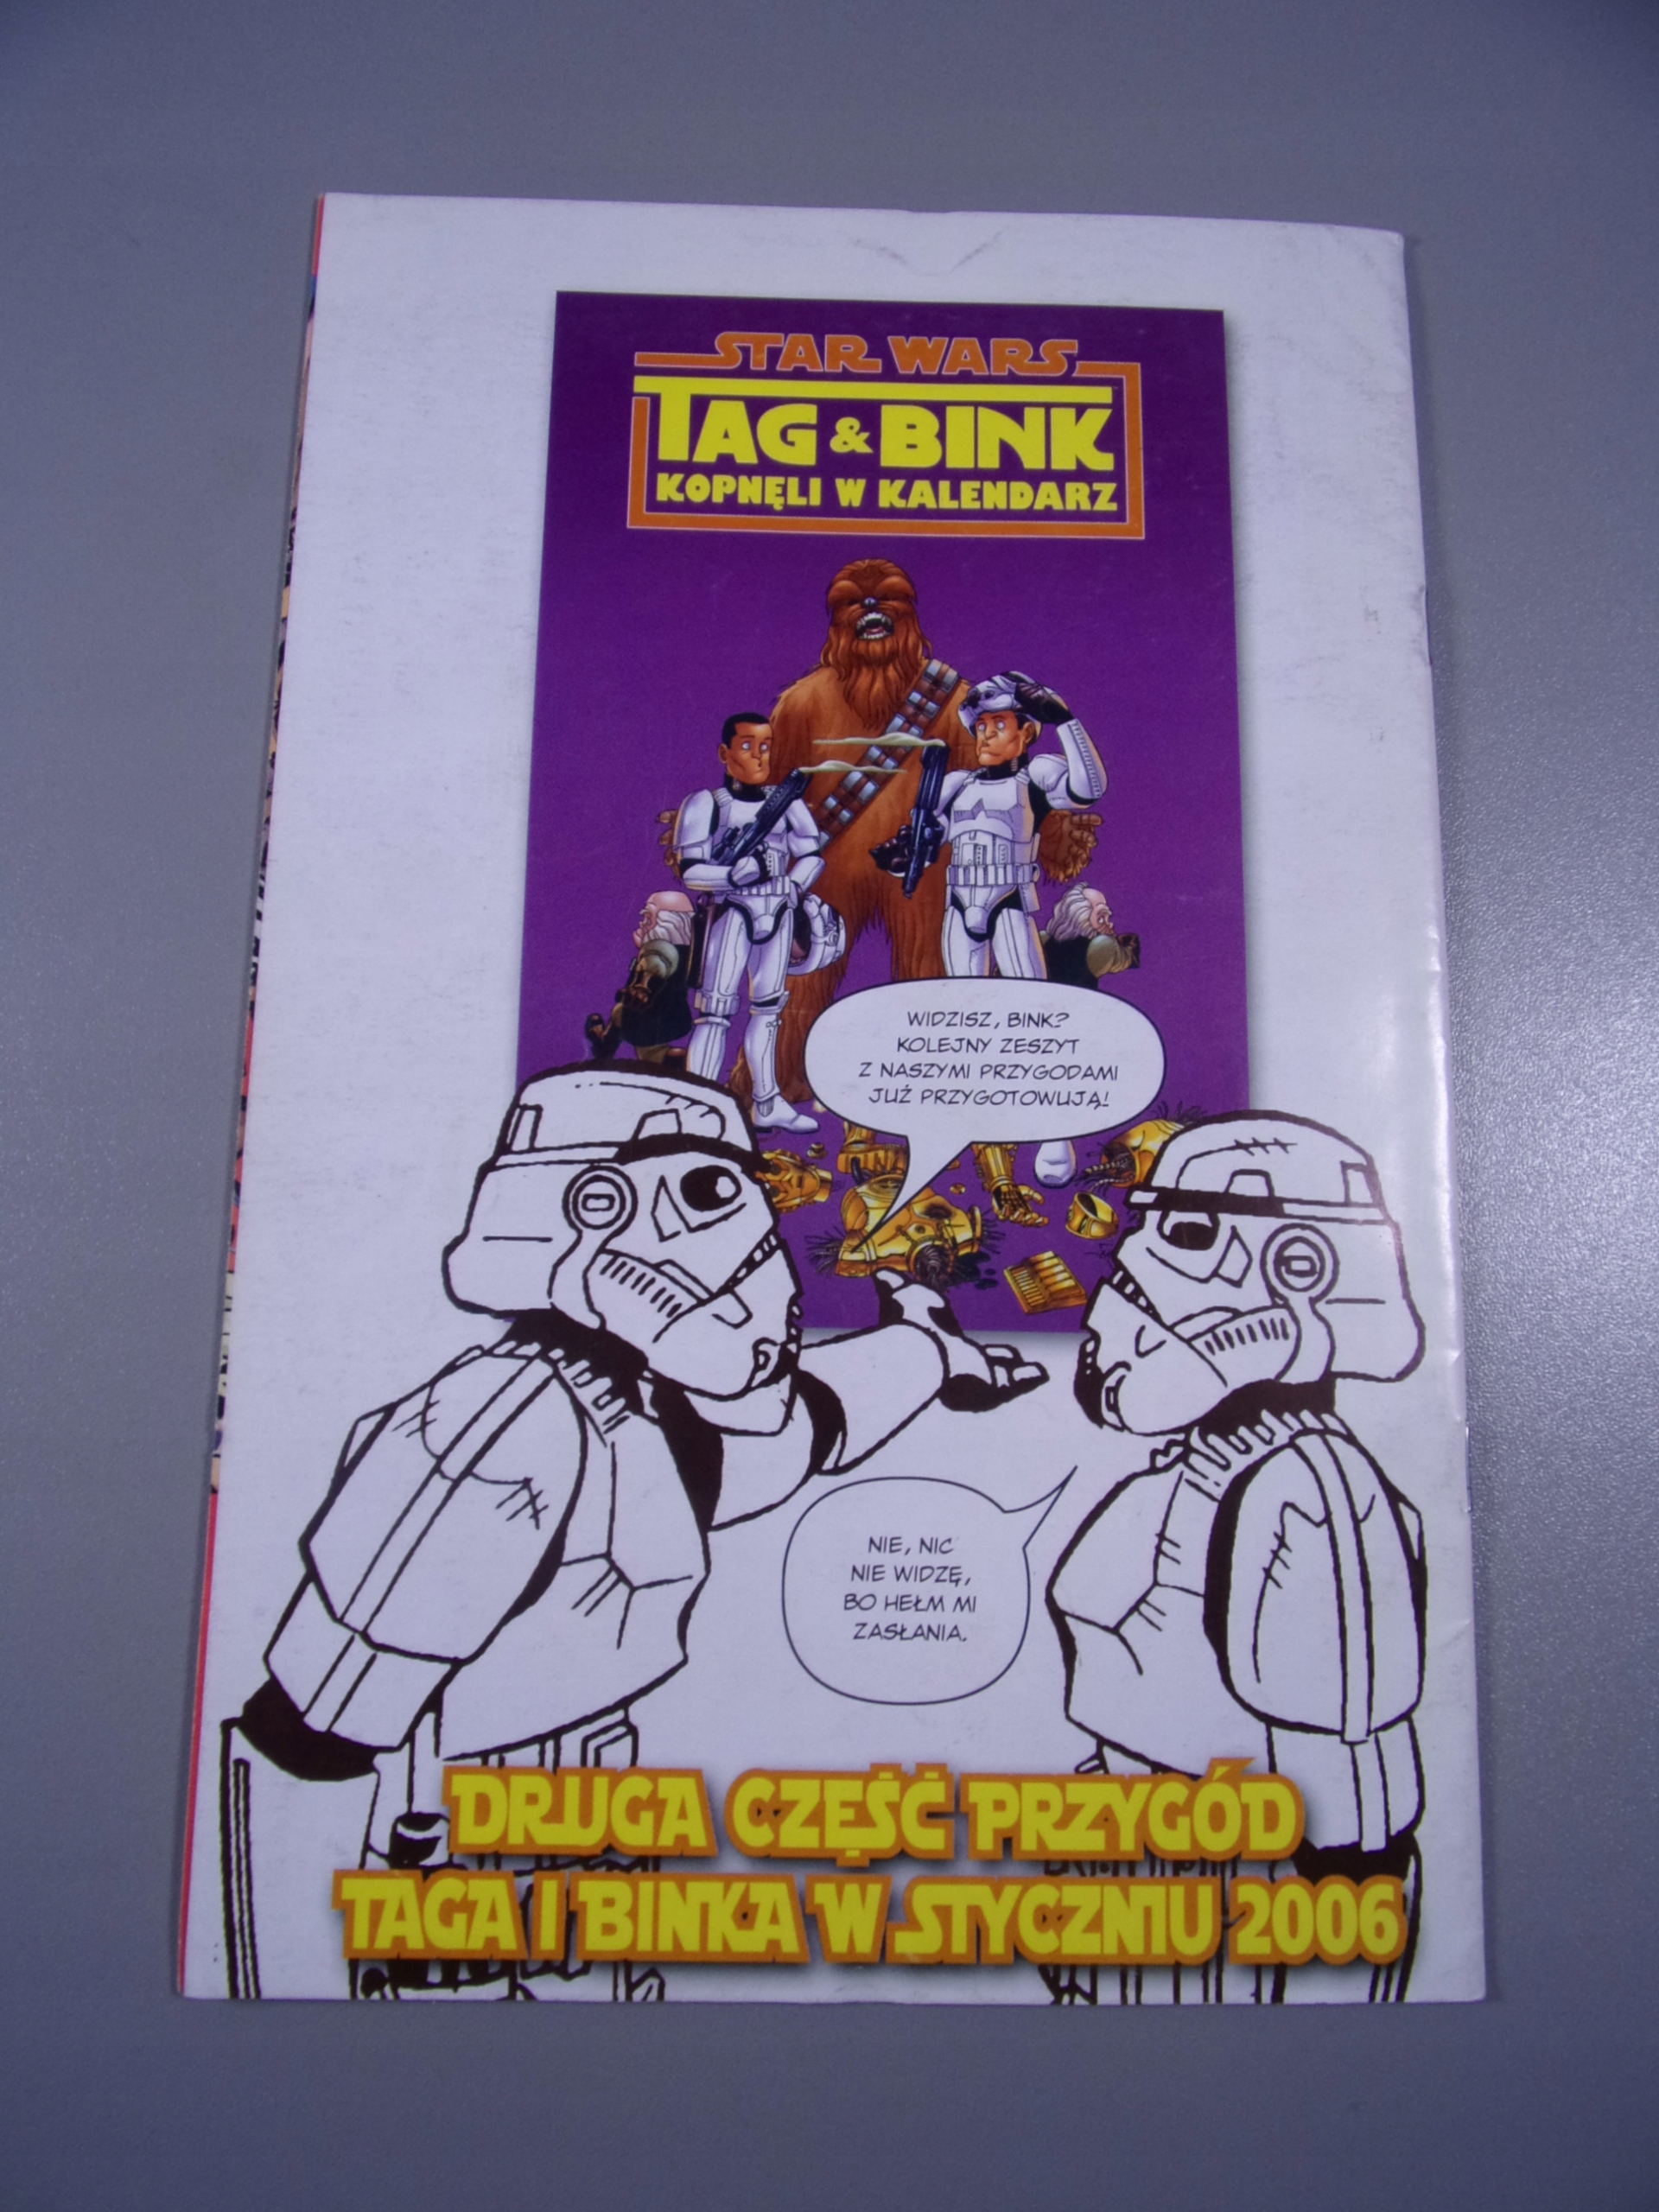 STAR WARS
TAG & BINK
KOPNĘLI W KALENDARZ
WIDZISZ, BINK?
KOLEJNY ZESZYT
Z NASZYMI PRZYGODAMI
JUŻ PRZYGOTOWUJĄ!
NIE, NIC
NIE WIDZĘ,
BO HEŁM MI
ZASŁANIA.
DRUGA CZĘŚĆ PRZYGÓD
TAGA I BINKA W STYCZNIU 2006